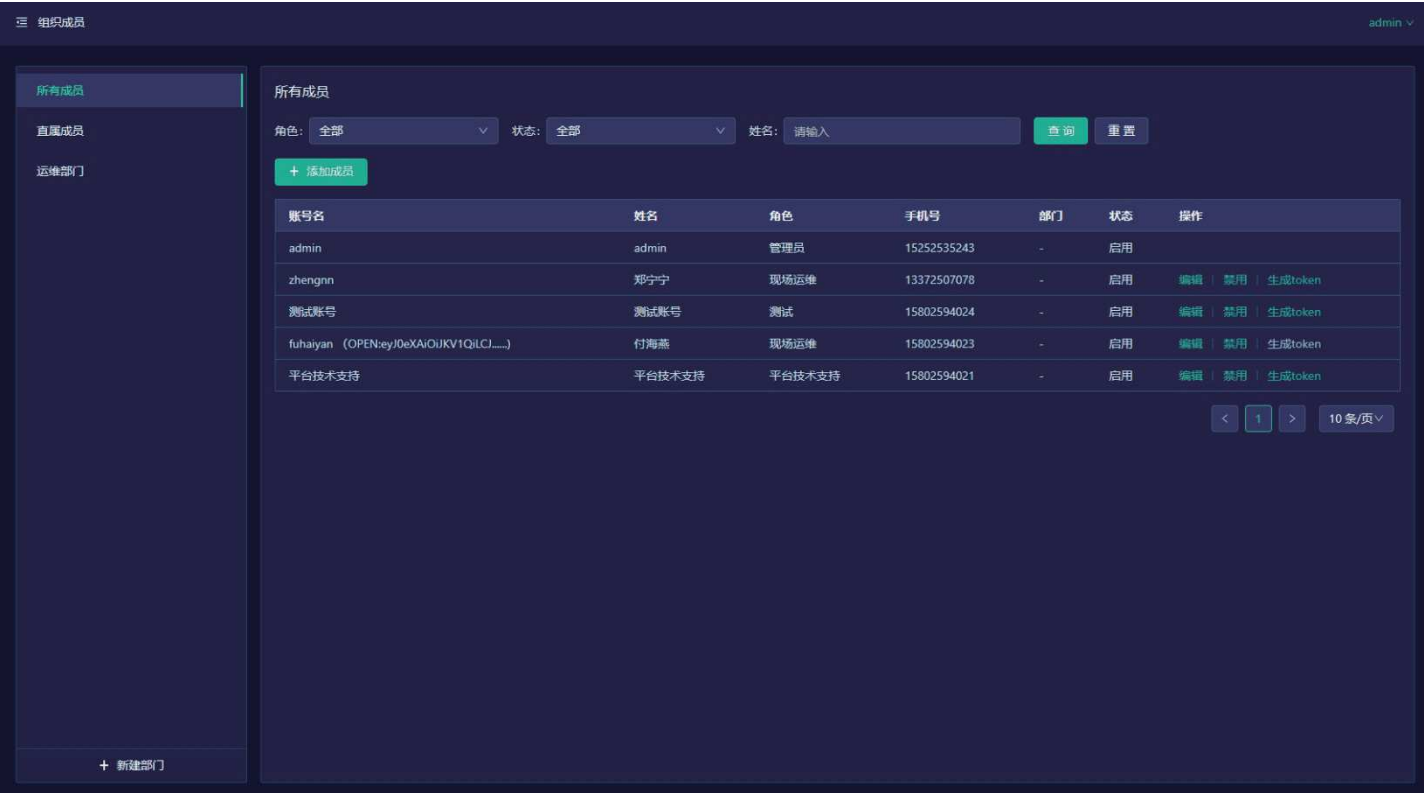 组织成员 admin
所有成员
直属成员
运维部门
+ 新建部门
所有成员
角色: 全部 状态: 全部 姓名: 请输入 查 询 重 置
+ 添加成员
账号名 姓名 角色 手机号 部门 状态 操作
admin admin 管理员 15252535243 - 启用
zhengnn 郑宁宁 现场运维 13372507078 - 启用 编辑 禁用 生成token
测试账号 测试账号 测试 15802594024 - 启用 编辑 禁用 生成token
fuhaiyan (OPEN:eyJ0eXAiOiJKV1QiLCJ......) 付海燕 现场运维 15802594023 - 启用 编辑 禁用 生成token
平台技术支持 平台技术支持 平台技术支持 15802594021 - 启用 编辑 禁用 生成token
< 1 > 10 条/页